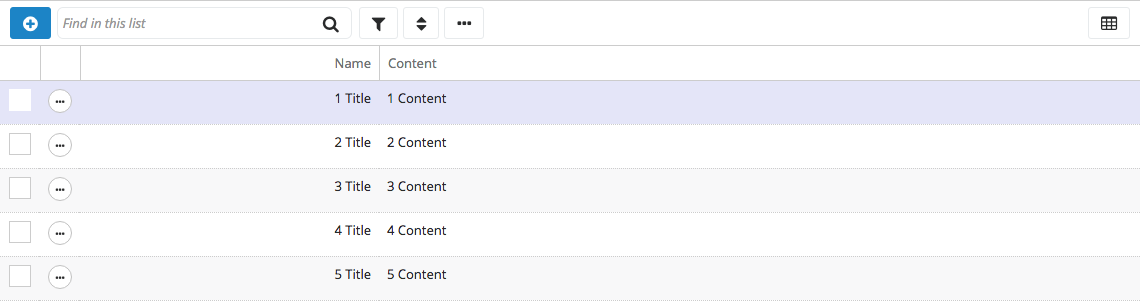 Find in this list
Name Content
1 Title 1 Content
2 Title 2 Content
3 Title 3 Content
4 Title 4 Content
5 Title 5 Content